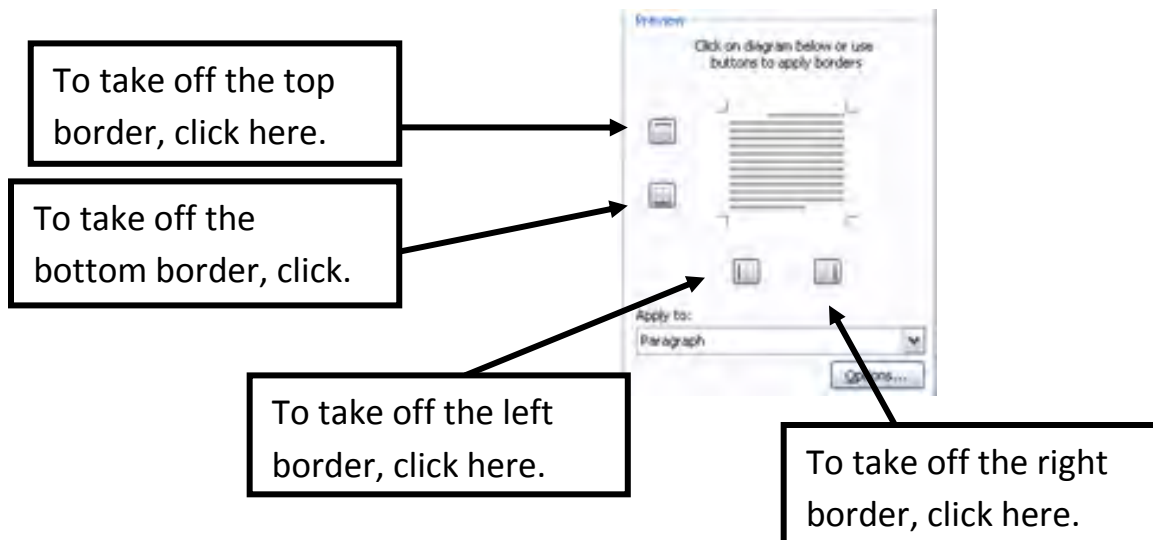 Preview
Click on diagram below or use
buttons to apply borders
To take off the top
border, click here.
To take off the
bottom border, click.
Apply to:
Paragraph
Options...
To take off the left
border, click here.
To take off the right
border, click here.